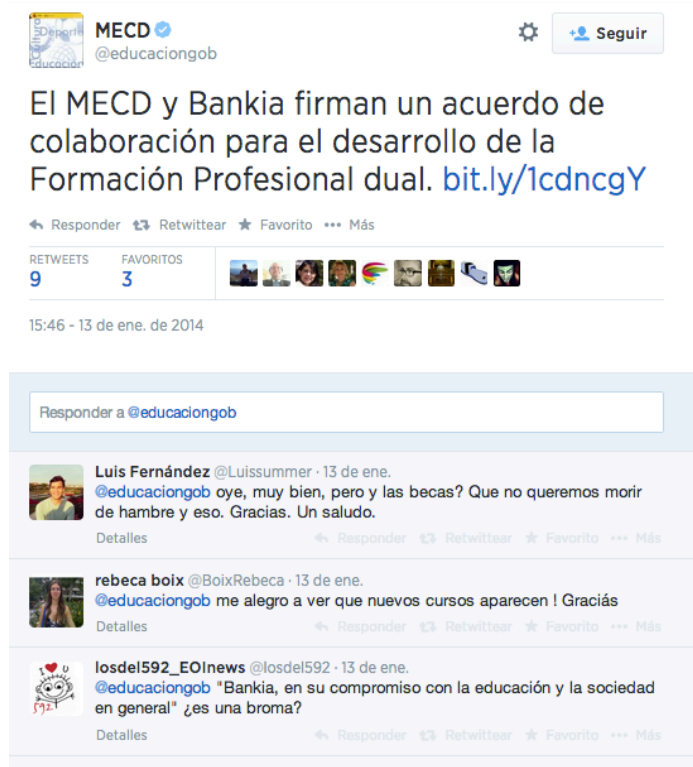 MECD
@educaciongob
Seguir
El MECD y Bankia firman un acuerdo de
colaboración para el desarrollo de la
Formación Profesional dual. bit.ly/1cdncgY
Responder Retwittear Favorito Más
RETWEETS FAVORITOS
9 3
15:46 - 13 de ene. de 2014
Responder a @educaciongob
Luis Fernández @Luissummer · 13 de ene.
@educaciongob oye, muy bien, pero y las becas? Que no queremos morir
de hambre y eso. Gracias. Un saludo.
Detalles Responder Retwittear Favorito Más
rebeca boix @BoixRebeca · 13 de ene.
@educaciongob me alegro a ver que nuevos cursos aparecen ! Graciás
Detalles Responder Retwittear Favorito Más
I U
592
losdel592_EOInews @losdel592 · 13 de ene.
@educaciongob "Bankia, en su compromiso con la educación y la sociedad
en general" ¿es una broma?
Detalles Responder Retwittear Favorito Más